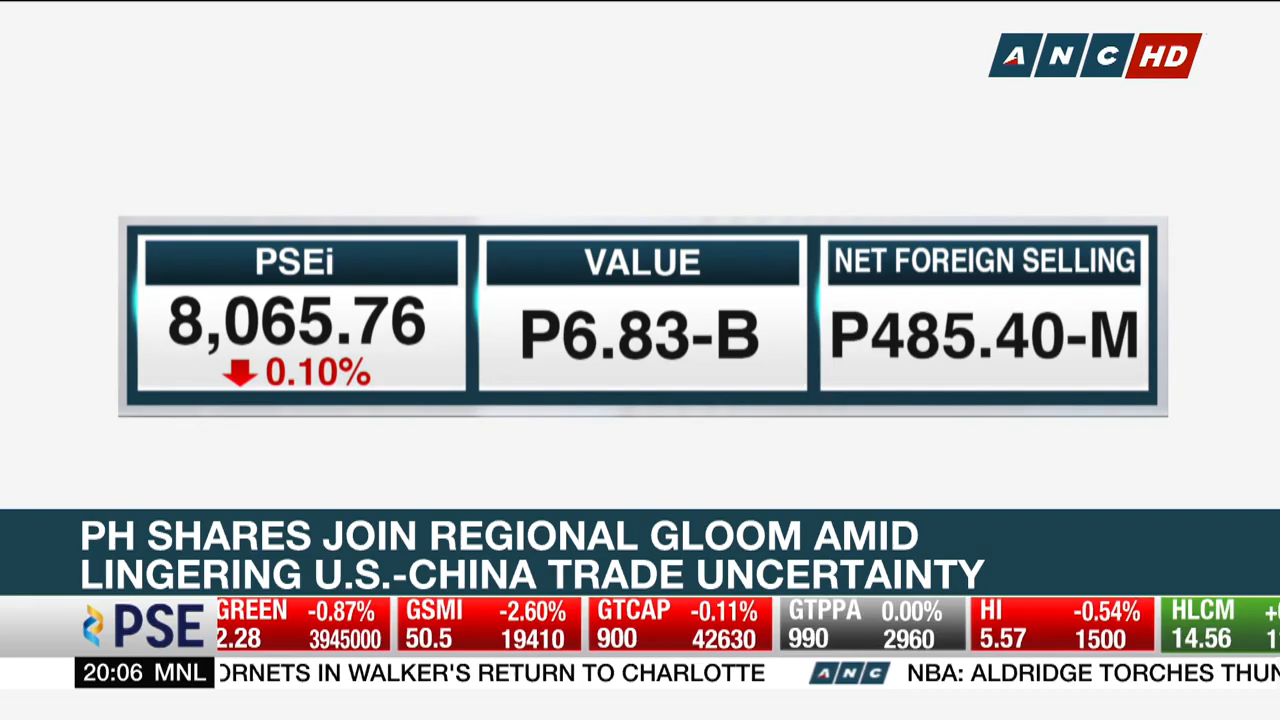 ANC HD
PSEi
8,065.76
0.10%
VALUE
P6.83-B
NET FOREIGN SELLING
P485.40-M
PH SHARES JOIN REGIONAL GLOOM AMID
LINGERING U.S.-CHINA TRADE UNCERTAINTY
PSE
GREEN -0.87%
2.28 3945000
GSMI -2.60%
50.5 19410
GTCAP -0.11%
900 42630
GTPPA 0.00%
990 2960
HI -0.54%
5.57 1500
HLCM
14.56
20:06 MNL
ORNETS IN WALKER'S RETURN TO CHARLOTTE ANC NBA: ALDRIDGE TORCHES THUN